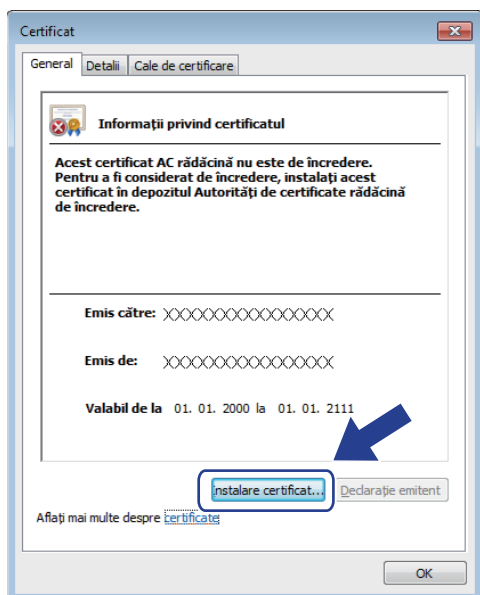 Certificat
General Detalii Cale de certificare
Informații privind certificatul
Acest certificat AC rădăcină nu este de încredere.
Pentru a fi considerat de încredere, instalați acest
certificat în depozitul Autorități de certificate rădăcină
de încredere.
Emis către: XXXXXXXXXXXXXXXX
Emis de: XXXXXXXXXXXXXXXX
Valabil de la 01. 01. 2000 la 01. 01. 2111
Instalare certificat... Declarație emitent
Aflați mai multe despre certificate
OK